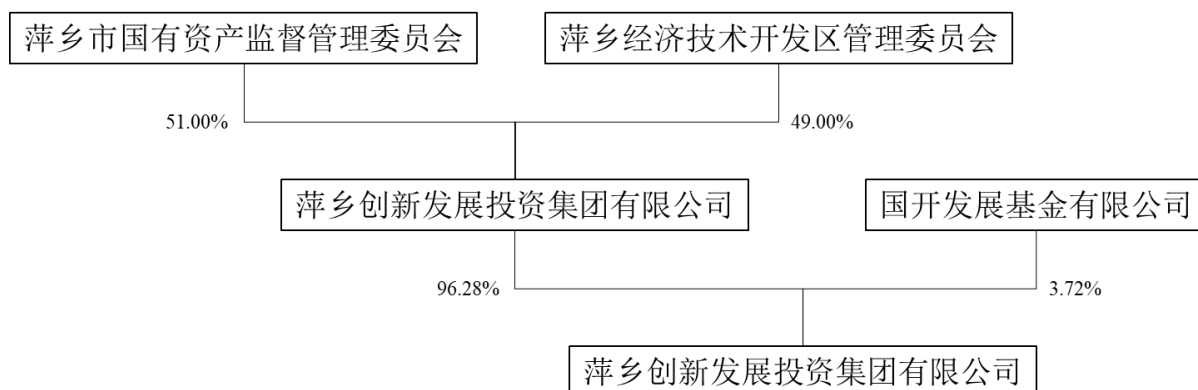 萍乡市国有资产监督管理委员会
萍乡经济技术开发区管理委员会
51.00%
49.00%
萍乡创新发展投资集团有限公司
国开发展基金有限公司
96.28%
3.72%
萍乡创新发展投资集团有限公司